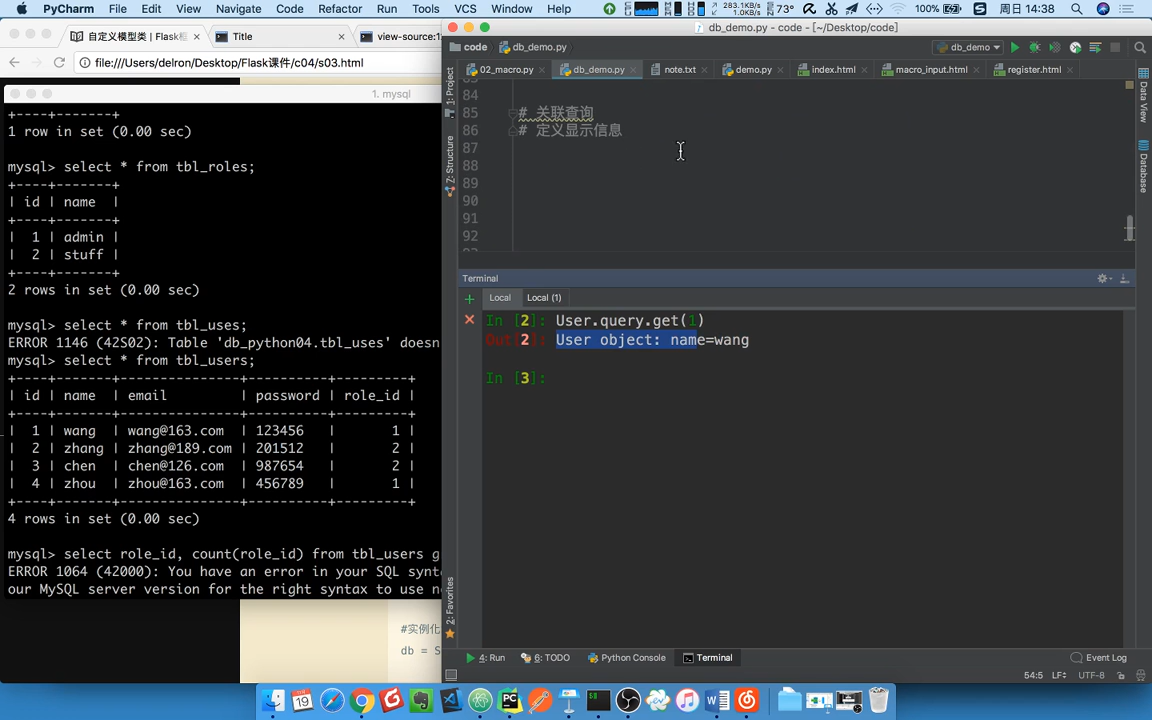 PyCharm File Edit View Navigate Code Refactor Run Tools VCS Window Help 283.1KB/s 1.0KB/s 73° 100% 周日 14:38
自定义模型类 | Flask框 Title view-source:1
file:///Users/delron/Desktop/Flask课件/c04/s03.html
1. mysql
+----+-------+
1 row in set (0.00 sec)
mysql> select * from tbl_roles;
+----+-------+
| id | name |
+----+-------+
| 1 | admin |
| 2 | stuff |
+----+-------+
2 rows in set (0.00 sec)
mysql> select * from tbl_uses;
ERROR 1146 (42S02): Table 'db_python04.tbl_uses' doesn
mysql> select * from tbl_users;
+----+-------+---------------+----------+---------+
| id | name | email | password | role_id |
+----+-------+---------------+----------+---------+
| 1 | wang | wang@163.com | 123456 | 1 |
| 2 | zhang | zhang@189.com | 201512 | 2 |
| 3 | chen | chen@126.com | 987654 | 2 |
| 4 | zhou | zhou@163.com | 456789 | 1 |
+----+-------+---------------+----------+---------+
4 rows in set (0.00 sec)
mysql> select role_id, count(role_id) from tbl_users g
ERROR 1064 (42000): You have an error in your SQL synt
our MySQL server version for the right syntax to use n
#实例化
db = S
db_demo.py - code - [~/Desktop/code]
code db_demo.py db_demo
02_macro.py db_demo.py note.txt demo.py index.html macro_input.html register.html
1: Project
7: Structure
2: Favorites
Data View
Database
84
85 # 关联查询
86 # 定义显示信息
87
88
89
90
91
92
Terminal
Local Local (1)
In [2]: User.query.get(1)
Out[2]: User object: name=wang
In [3]:
4: Run 6: TODO Python Console Terminal Event Log
54:5 LF÷ UTF-8